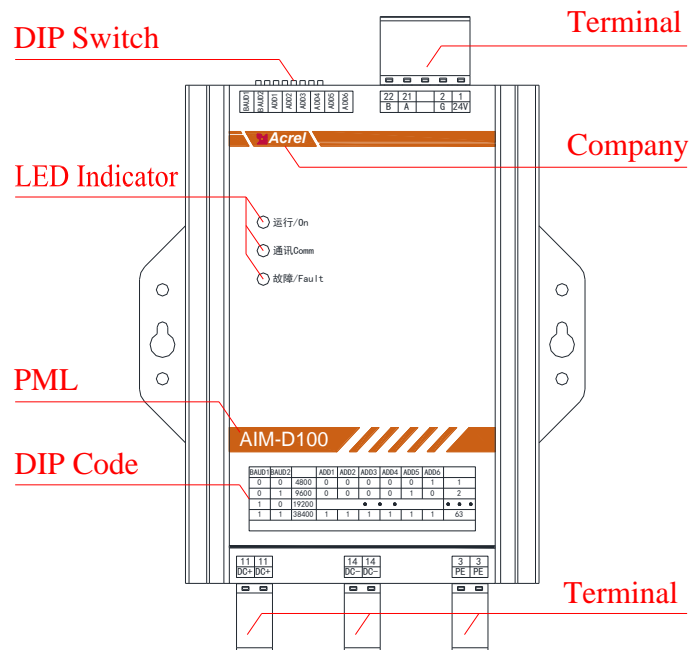 DIP Switch
Terminal
BAUD1 BAUD2 ADD1 ADD2 ADD3 ADD4 ADD5 ADD6
22 21 2 1
B A G 24V
Acrel
Company
LED Indicator
运行/On
通讯Comm
故障/Fault
PML
AIM-D100
DIP Code
BAUD1 BAUD2 ADD1 ADD2 ADD3 ADD4 ADD5 ADD6
0 0 4800 0 0 0 0 0 1 1
0 1 9600 0 0 0 0 1 0 2
1 0 19200 • • • • • •
1 1 38400 1 1 1 1 1 1 63
11 11 14 14 3 3
DC+ DC+ DC- DC- PE PE
Terminal